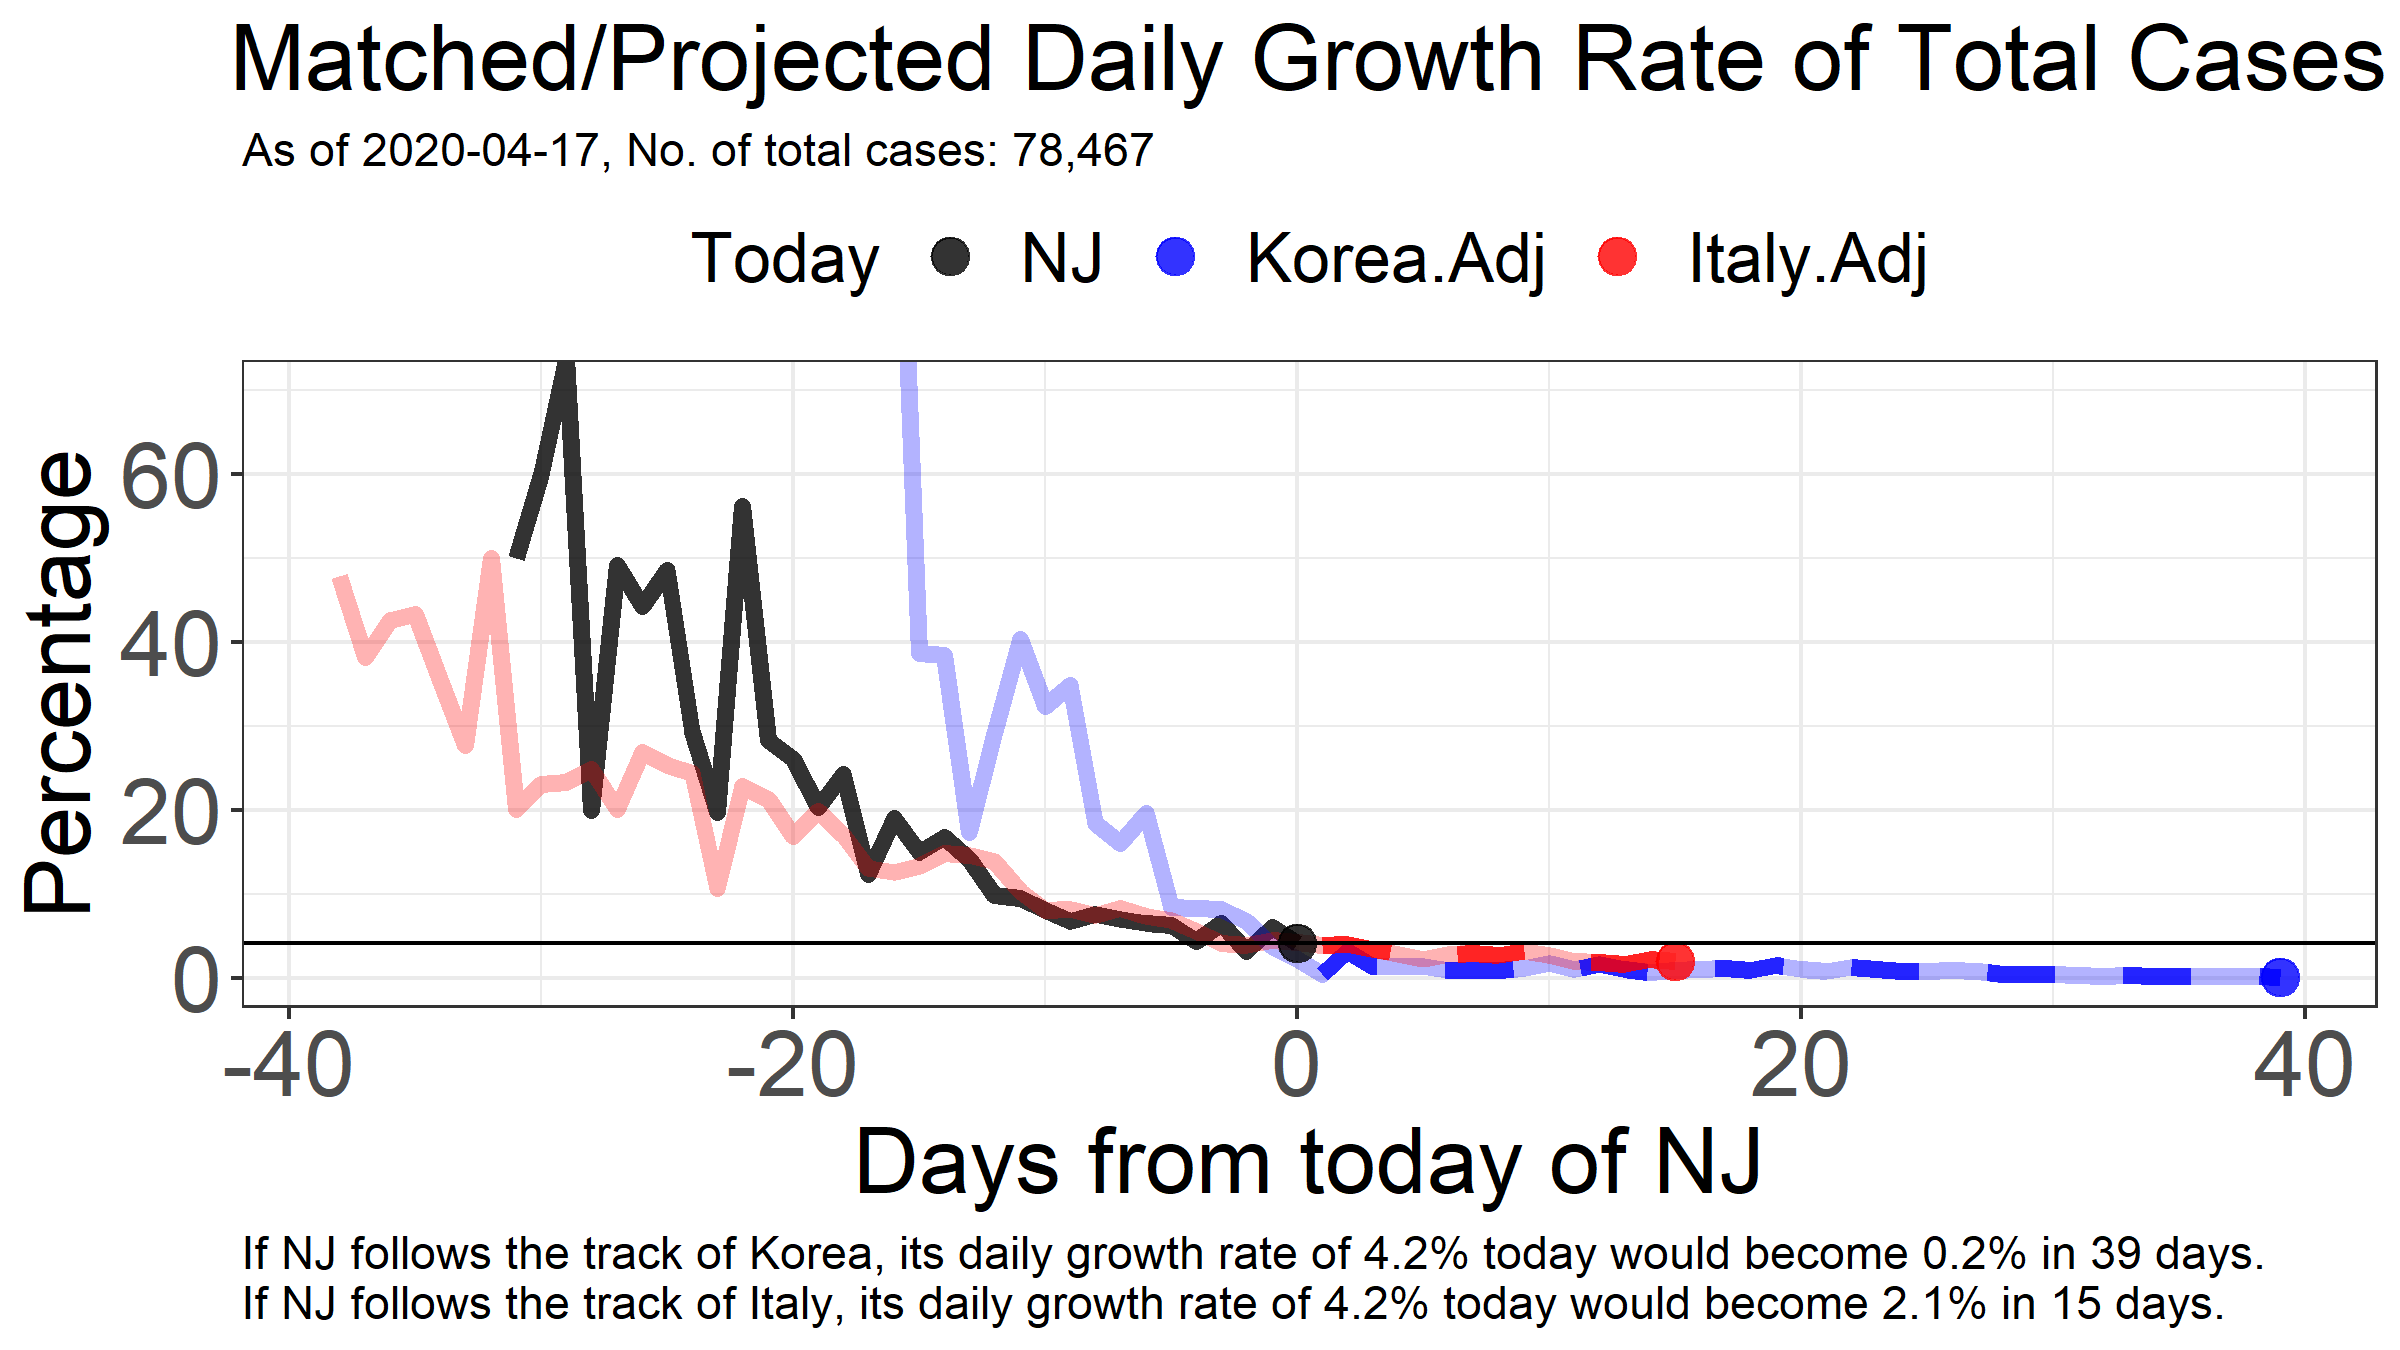 Matched/Projected Daily Growth Rate of Total Cases
As of 2020-04-17, No. of total cases: 78,467
Today NJ Korea.Adj Italy.Adj
Percentage
60
40
20
0
-40 -20 0 20 40
Days from today of NJ
If NJ follows the track of Korea, its daily growth rate of 4.2% today would become 0.2% in 39 days.
If NJ follows the track of Italy, its daily growth rate of 4.2% today would become 2.1% in 15 days.